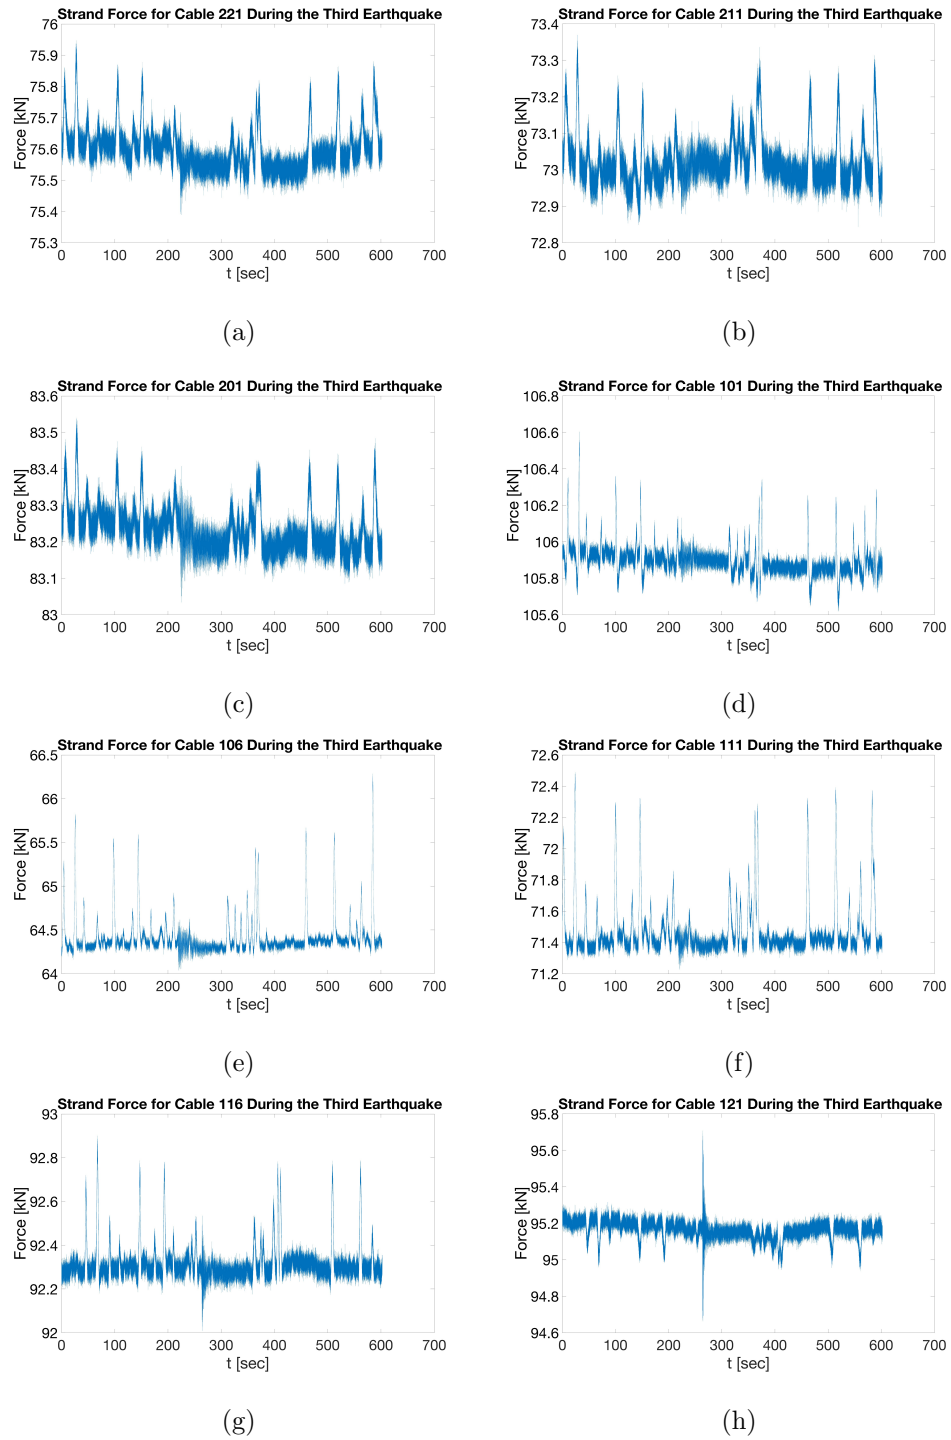 Strand Force for Cable 221 During the Third Earthquake
76
75.9
75.8
75.7
75.6
75.5
75.4
75.3
Force [kN]
0 100 200 300 400 500 600 700
t [sec]
(a)
Strand Force for Cable 211 During the Third Earthquake
73.4
73.3
73.2
73.1
73
72.9
72.8
Force [kN]
0 100 200 300 400 500 600 700
t [sec]
(b)
Strand Force for Cable 201 During the Third Earthquake
83.6
83.5
83.4
83.3
83.2
83.1
83
Force [kN]
0 100 200 300 400 500 600 700
t [sec]
(c)
Strand Force for Cable 101 During the Third Earthquake
106.8
106.6
106.4
106.2
106
105.8
105.6
Force [kN]
0 100 200 300 400 500 600 700
t [sec]
(d)
Strand Force for Cable 106 During the Third Earthquake
66.5
66
65.5
65
64.5
64
Force [kN]
0 100 200 300 400 500 600 700
t [sec]
(e)
Strand Force for Cable 111 During the Third Earthquake
72.6
72.4
72.2
72
71.8
71.6
71.4
71.2
Force [kN]
0 100 200 300 400 500 600 700
t [sec]
(f)
Strand Force for Cable 116 During the Third Earthquake
93
92.8
92.6
92.4
92.2
92
Force [kN]
0 100 200 300 400 500 600 700
t [sec]
(g)
Strand Force for Cable 121 During the Third Earthquake
95.8
95.6
95.4
95.2
95
94.8
94.6
Force [kN]
0 100 200 300 400 500 600 700
t [sec]
(h)